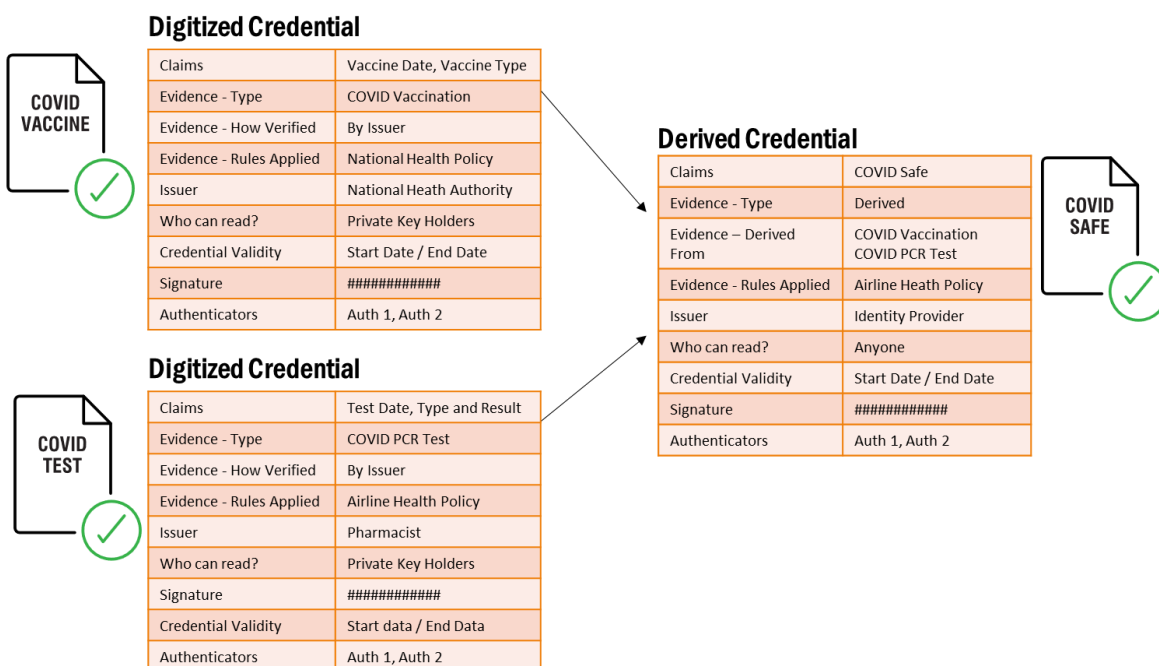 Digitized Credential
COVID
VACCINE
Claims Vaccine Date, Vaccine Type
Evidence - Type COVID Vaccination
Evidence - How Verified By Issuer
Evidence - Rules Applied National Health Policy
Issuer National Heath Authority
Who can read? Private Key Holders
Credential Validity Start Date / End Date
Signature ############
Authenticators Auth 1, Auth 2
Digitized Credential
COVID
TEST
Claims Test Date, Type and Result
Evidence - Type COVID PCR Test
Evidence - How Verified By Issuer
Evidence - Rules Applied Airline Health Policy
Issuer Pharmacist
Who can read? Private Key Holders
Signature ############
Credential Validity Start data / End Data
Authenticators Auth 1, Auth 2
Derived Credential
Claims COVID Safe
Evidence - Type Derived
Evidence – Derived COVID Vaccination
From COVID PCR Test
Evidence - Rules Applied Airline Heath Policy
Issuer Identity Provider
Who can read? Anyone
Credential Validity Start Date / End Date
Signature ############
Authenticators Auth 1, Auth 2
COVID
SAFE